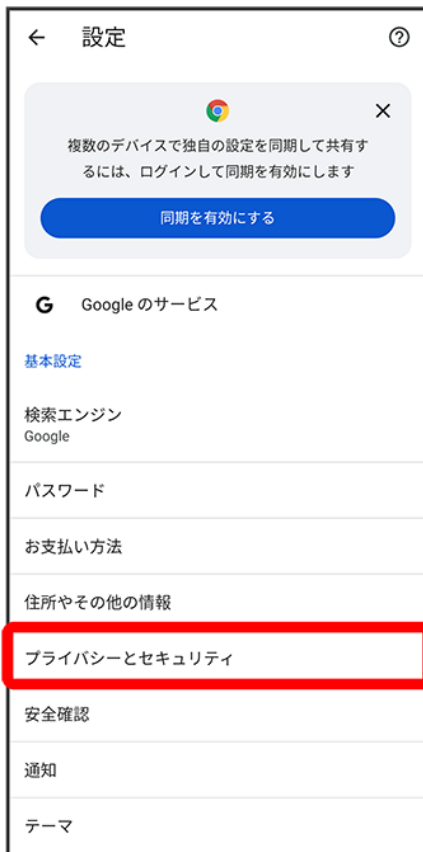 設定
複数のデバイスで独自の設定を同期して共有す
るには、ログインして同期を有効にします
同期を有効にする
G Google のサービス
基本設定
検索エンジン
Google
パスワード
お支払い方法
住所やその他の情報
プライバシーとセキュリティ
安全確認
通知
テーマ